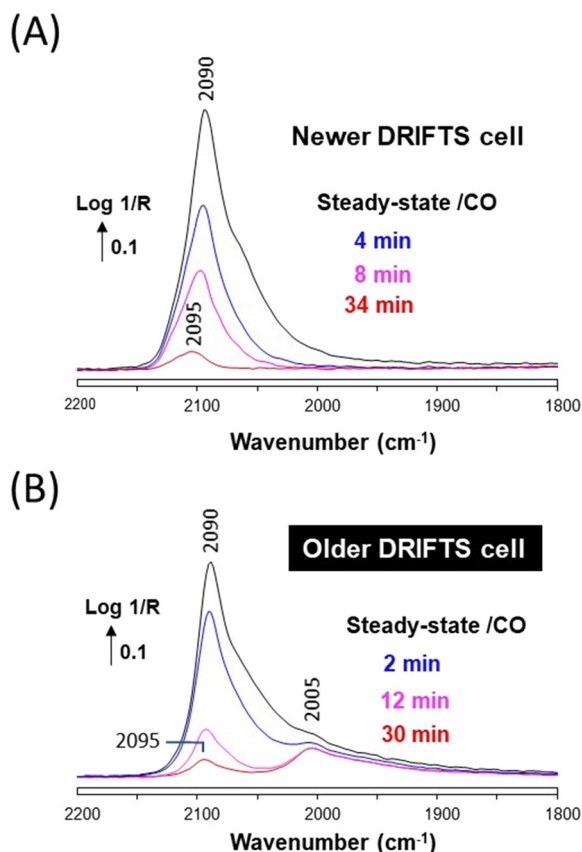 (A)
2090
Newer DRIFTS cell
Log 1/R
0.1
Steady-state /CO
4 min
8 min
34 min
2095
2200 2100 2000 1900 1800
Wavenumber (cm⁻¹)
(B)
2090
Older DRIFTS cell
Log 1/R
0.1
Steady-state /CO
2 min
12 min
30 min
2005
2095
2200 2100 2000 1900 1800
Wavenumber (cm⁻¹)